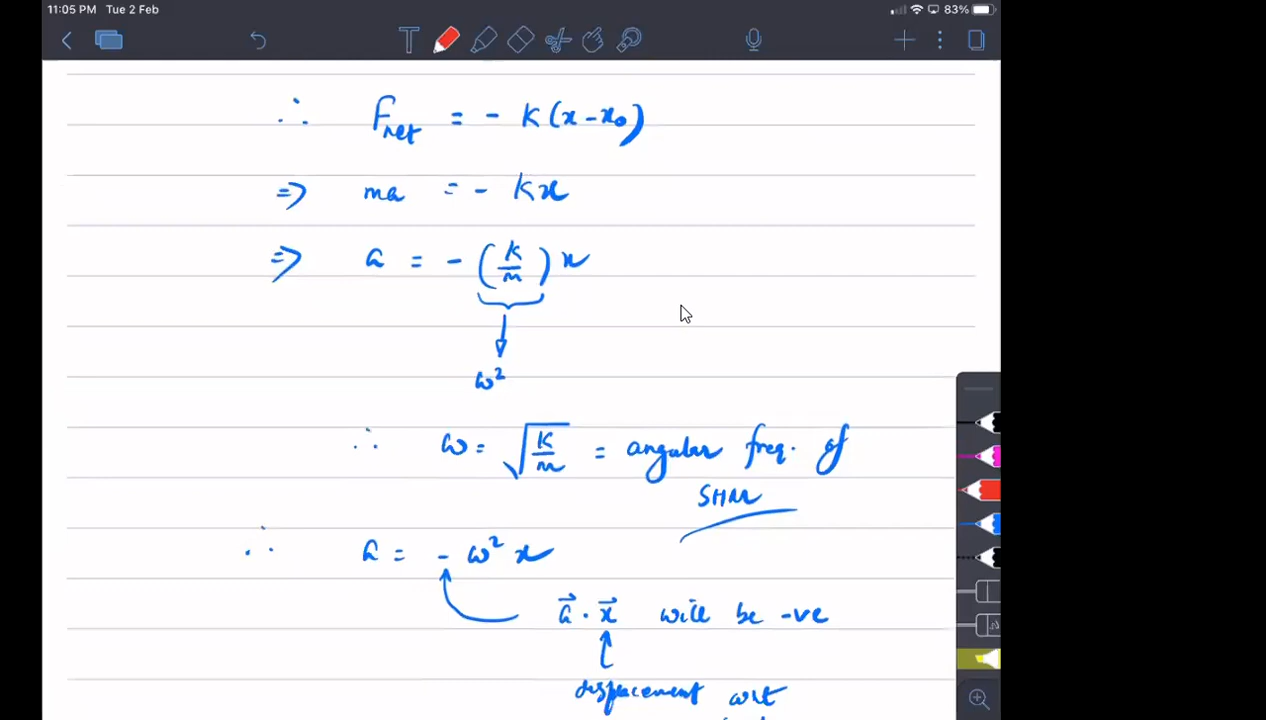 11:05 PM Tue 2 Feb 83%
T
∴ Fnet = - K(x-x₀)
⇒ ma = - Kx
⇒ a = - (K/m) x
ω²
∴ ω = √(K/m) = angular freq. of
SHM
∴ a = - ω² x
a⃗ . x⃗ will be -ve
displacement wrt